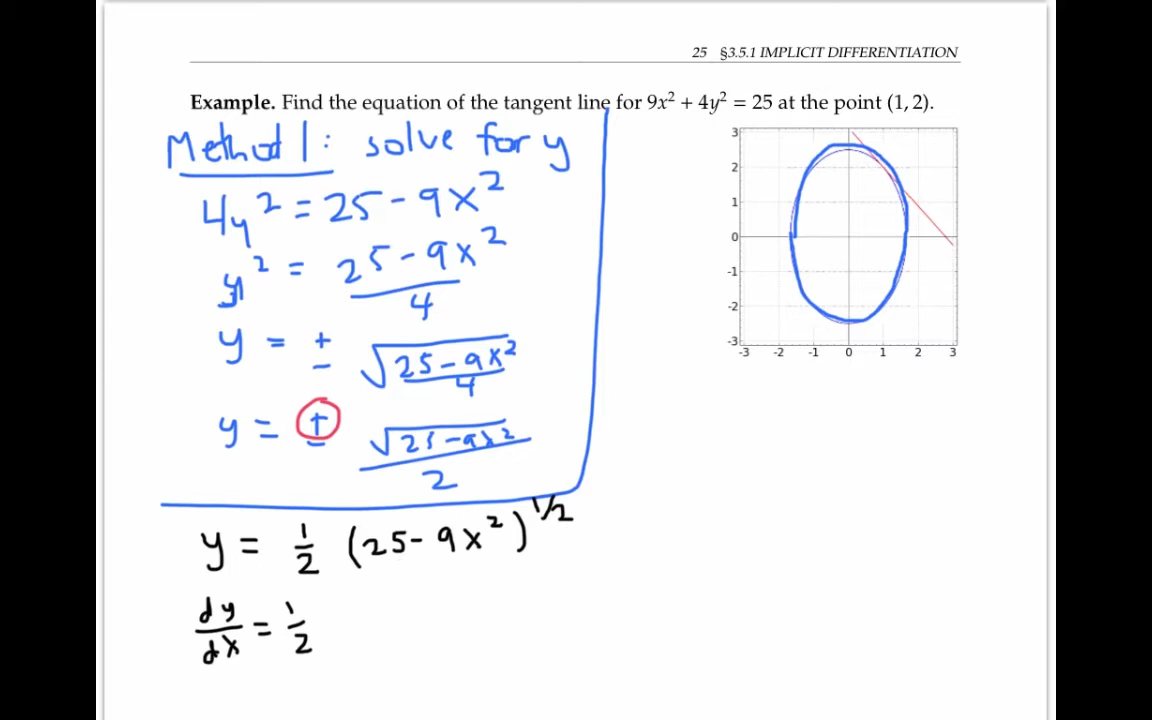 25 §3.5.1 IMPLICIT DIFFERENTIATION
Example. Find the equation of the tangent line for 9x² + 4y² = 25 at the point (1, 2).
Method 1: solve for y
4y² = 25 - 9x²
y² = (25 - 9x²)/4
y = ± √((25 - 9x²)/4)
y = ± √(25 - 9x²)/2
y = 1/2 (25 - 9x²)^1/2
dy/dx = 1/2
3
2
1
0
-1
-2
-3
-3 -2 -1 0 1 2 3